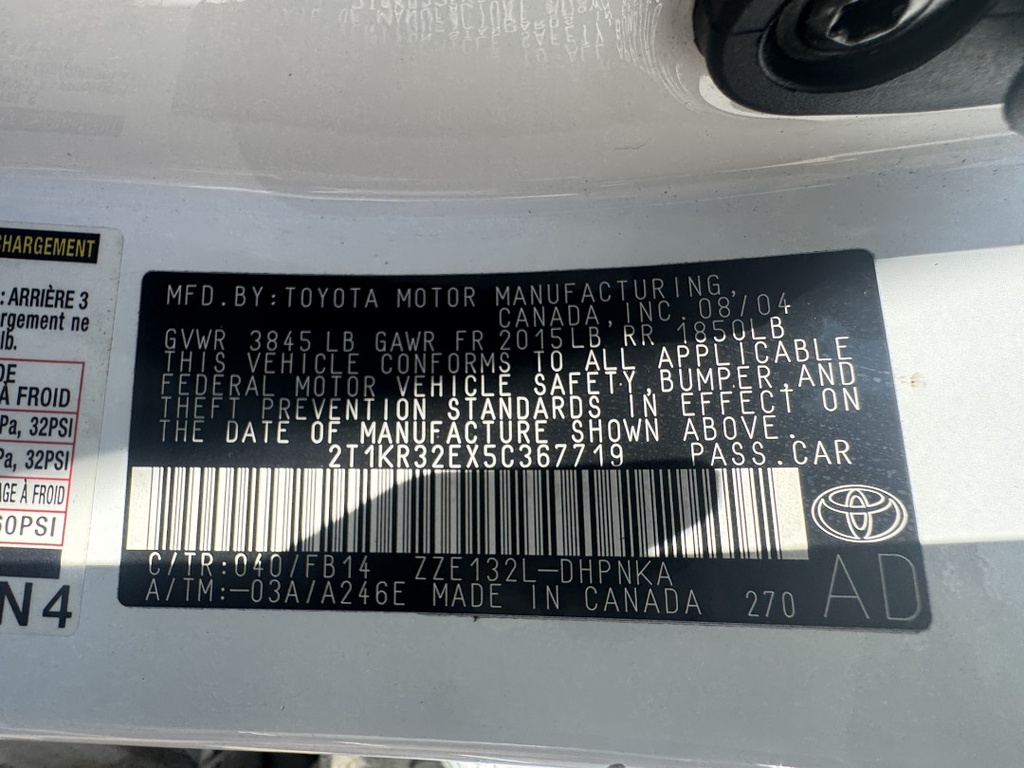 CHARGEMENT
: ARRIÈRE 3
rgement ne
lb.
DE
À FROID
Pa, 32PSI
Pa, 32PSI
AGE À FROID
60PSI
N4
MFD.BY:TOYOTA MOTOR MANUFACTURING,
CANADA,INC. 08/04
GVWR 3845 LB GAWR FR 2015LB, RR 1850LB
THIS VEHICLE CONFORMS TO ALL APPLICABLE
FEDERAL MOTOR VEHICLE SAFETY,BUMPER,AND
THEFT PREVENTION STANDARDS IN EFFECT ON
THE DATE OF MANUFACTURE SHOWN ABOVE.
2T1KR32EX5C367719 PASS.CAR
C/TR:040/FB14 ZZE132L-DHPNKA
A/TM:-03A/A246E MADE IN CANADA 270 AD